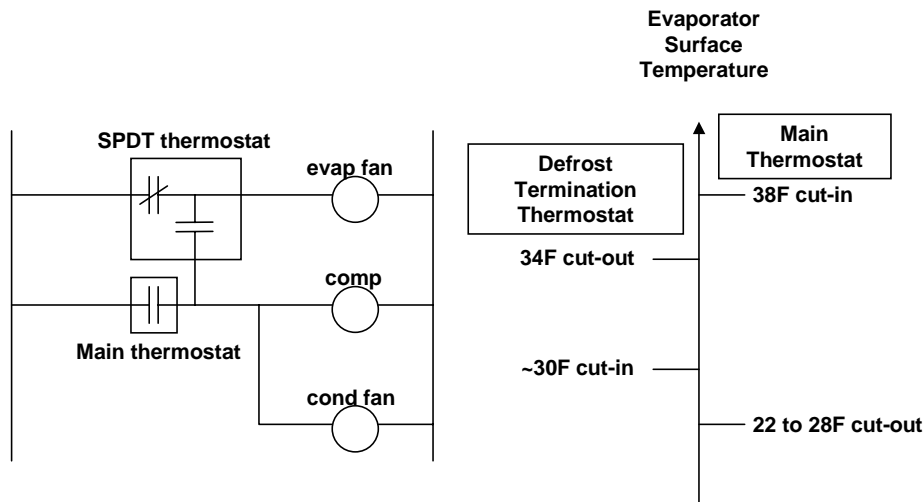 Evaporator
Surface
Temperature
SPDT thermostat
evap fan
comp
Main thermostat
cond fan
Defrost
Termination
Thermostat
Main
Thermostat
38F cut-in
34F cut-out
~30F cut-in
22 to 28F cut-out